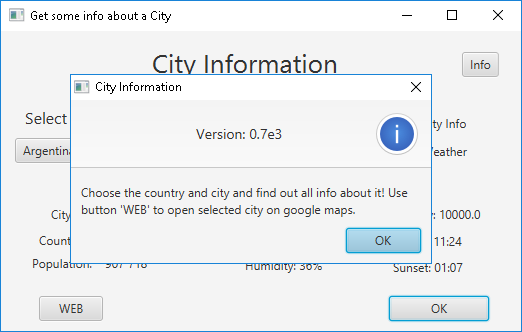 Get some info about a City
City Information
Info
City Information
Select
Version: 0.7e3
ty Info
Argentina
eather
Choose the country and city and find out all info about it! Use
button 'WEB' to open selected city on google maps.
City
: 10000.0
Count
11:24
OK
Population:
907 718
Humidity: 36%
Sunset: 01:07
WEB
OK